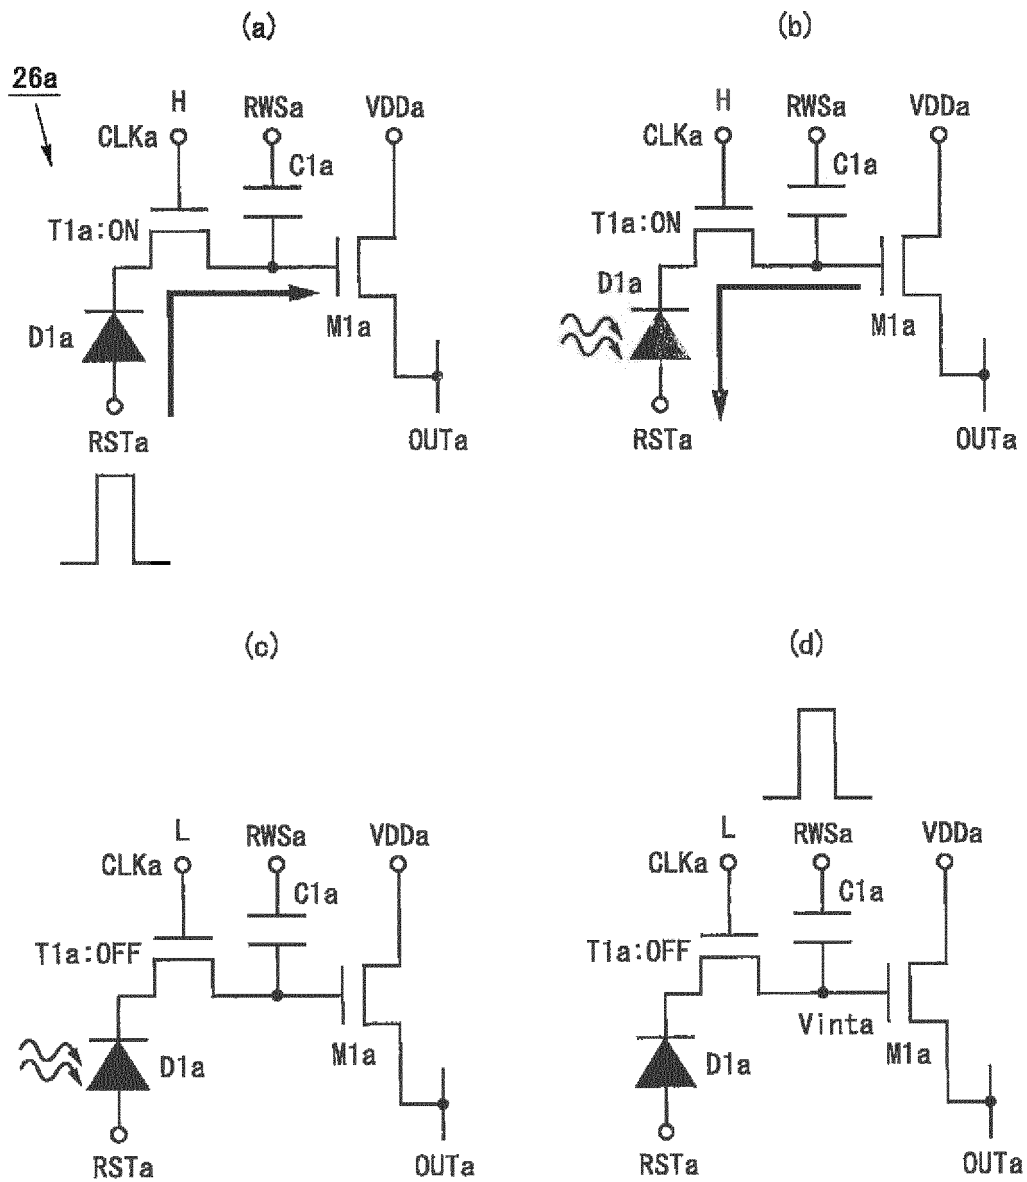 (a)
26a
H
RWSa
VDDa
CLKa
C1a
T1a:ON
D1a
M1a
RSTa
OUTa
(b)
H
RWSa
VDDa
CLKa
C1a
T1a:ON
D1a
M1a
RSTa
OUTa
(c)
L
RWSa
VDDa
CLKa
C1a
T1a:OFF
D1a
M1a
RSTa
OUTa
(d)
L
RWSa
VDDa
CLKa
C1a
T1a:OFF
Vinta
D1a
M1a
RSTa
OUTa